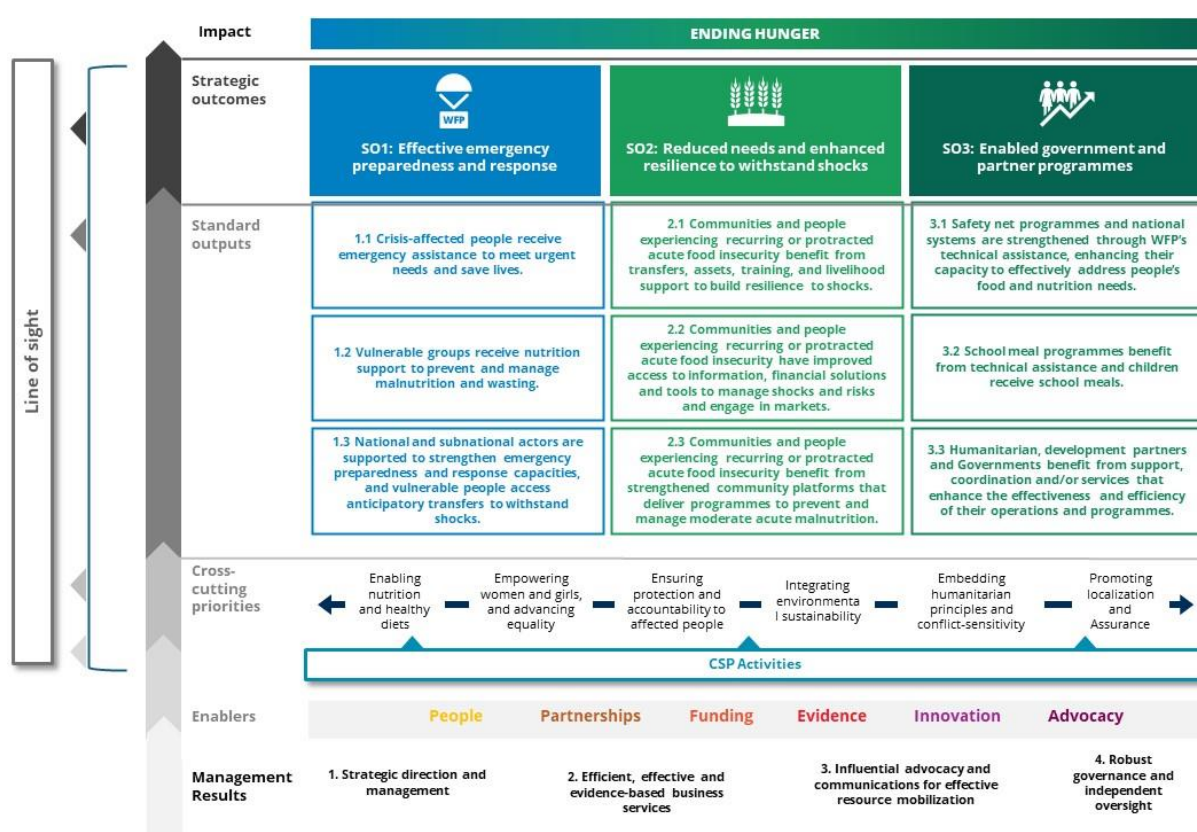 Impact
ENDING HUNGER
Line of sight
Strategic
outcomes
WFP
SO1: Effective emergency
preparedness and response
SO2: Reduced needs and enhanced
resilience to withstand shocks
SO3: Enabled government and
partner programmes
Standard
outputs
1.1 Crisis-affected people receive
emergency assistance to meet urgent
needs and save lives.
2.1 Communities and people
experiencing recurring or protracted
acute food insecurity benefit from
transfers, assets, training, and livelihood
support to build resilience to shocks.
3.1 Safety net programmes and national
systems are strengthened through WFP's
technical assistance, enhancing their
capacity to effectively address people's
food and nutrition needs.
1.2 Vulnerable groups receive nutrition
support to prevent and manage
malnutrition and wasting.
2.2 Communities and people
experiencing recurring or protracted
acute food insecurity have improved
access to information, financial solutions
and tools to manage shocks and risks
and engage in markets.
3.2 School meal programmes benefit
from technical assistance and children
receive school meals.
1.3 National and subnational actors are
supported to strengthen emergency
preparedness and response capacities,
and vulnerable people access
anticipatory transfers to withstand
shocks.
2.3 Communities and people
experiencing recurring or protracted
acute food insecurity benefit from
strengthened community platforms that
deliver programmes to prevent and
manage moderate acute malnutrition.
3.3 Humanitarian, development partners
and Governments benefit from support,
coordination and/or services that
enhance the effectiveness and efficiency
of their operations and programmes.
Cross-
cutting
priorities
Enabling
nutrition
and healthy
diets
Empowering
women and girls,
and advancing
equality
Ensuring
protection and
accountability to
affected people
Integrating
environmenta
l sustainability
Embedding
humanitarian
principles and
conflict-sensitivity
Promoting
localization
and
Assurance
CSP Activities
Enablers
People
Partnerships
Funding
Evidence
Innovation
Advocacy
Management
Results
1. Strategic direction and
management
2. Efficient, effective and
evidence-based business
services
3. Influential advocacy and
communications for effective
resource mobilization
4. Robust
governance and
independent
oversight